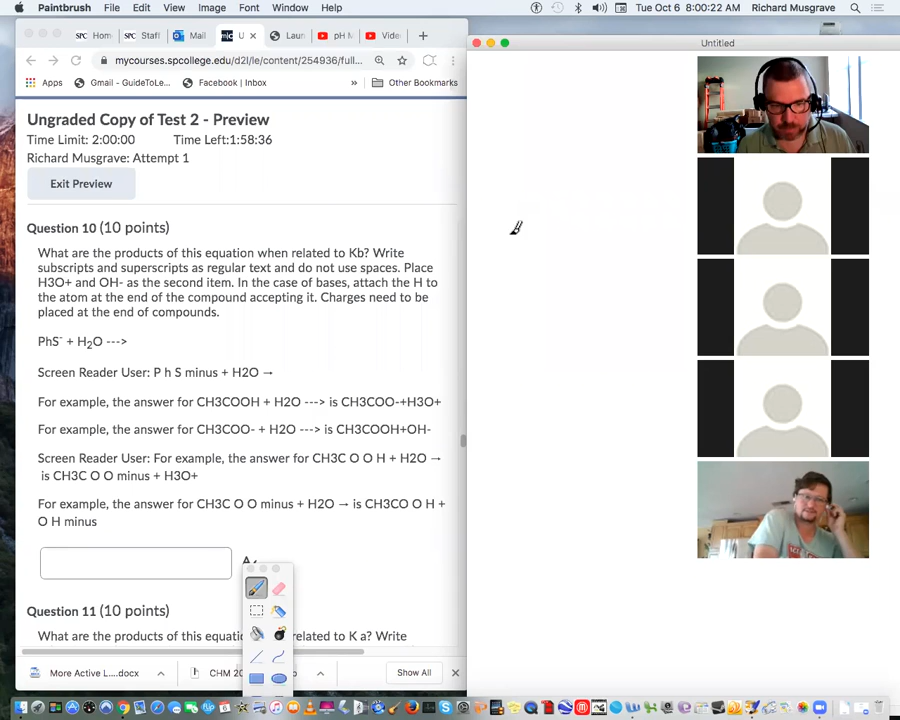 Paintbrush File Edit View Image Font Window Help Tue Oct 6 8:00:22 AM Richard Musgrave
SPC Hom SPC Staff Mail U Laun pH M Vide
Untitled
mycourses.spcollege.edu/d2l/le/content/254936/full...
Apps Gmail - GuideToLe... Facebook | Inbox » Other Bookmarks
Ungraded Copy of Test 2 - Preview
Time Limit: 2:00:00 Time Left:1:58:36
Richard Musgrave: Attempt 1
Exit Preview
Question 10 (10 points)
What are the products of this equation when related to Kb? Write
subscripts and superscripts as regular text and do not use spaces. Place
H3O+ and OH- as the second item. In the case of bases, attach the H to
the atom at the end of the compound accepting it. Charges need to be
placed at the end of compounds.
PhS⁻ + H₂O --->
Screen Reader User: P h S minus + H2O →
For example, the answer for CH3COOH + H2O ---> is CH3COO-+H3O+
For example, the answer for CH3COO- + H2O ---> is CH3COOH+OH-
Screen Reader User: For example, the answer for CH3C O O H + H2O →
is CH3C O O minus + H3O+
For example, the answer for CH3C O O minus + H2O → is CH3CO O H +
O H minus
Question 11 (10 points)
What are the products of this equatio related to K a? Write
More Active L....docx CHM 20 p Show All